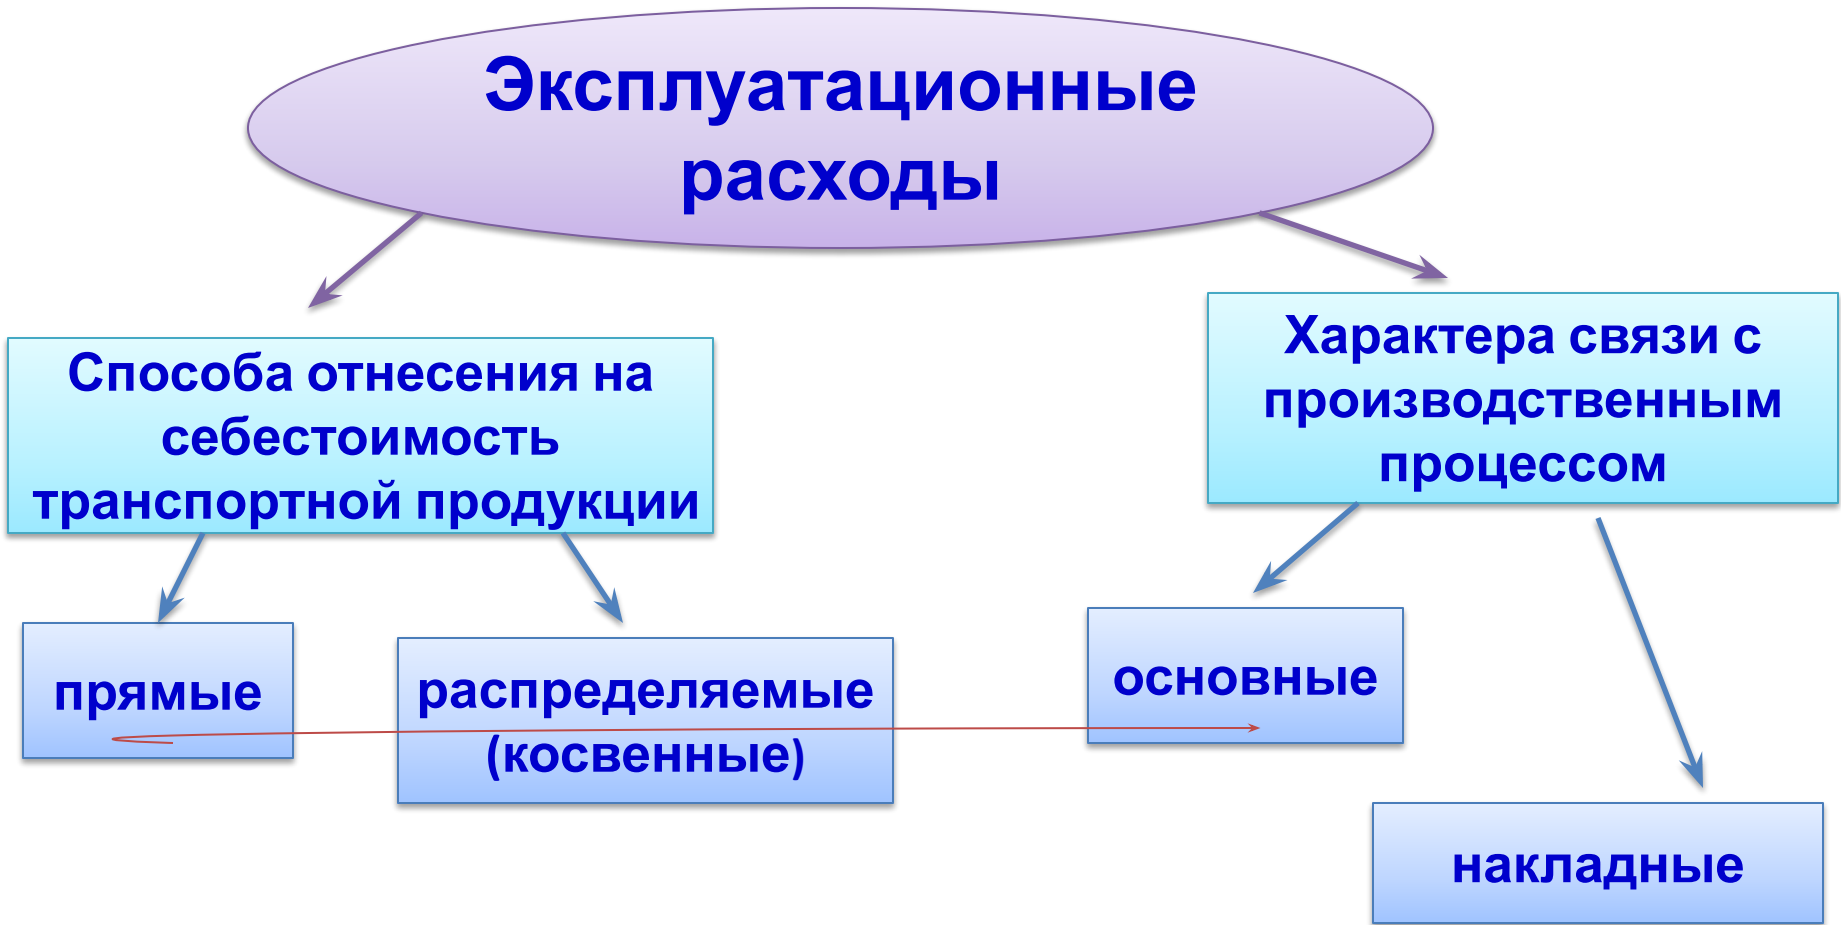 Эксплуатационные
расходы
Способа отнесения на
себестоимость
транспортной продукции
Характера связи с
производственным
процессом
прямые
распределяемые
(косвенные)
основные
накладные